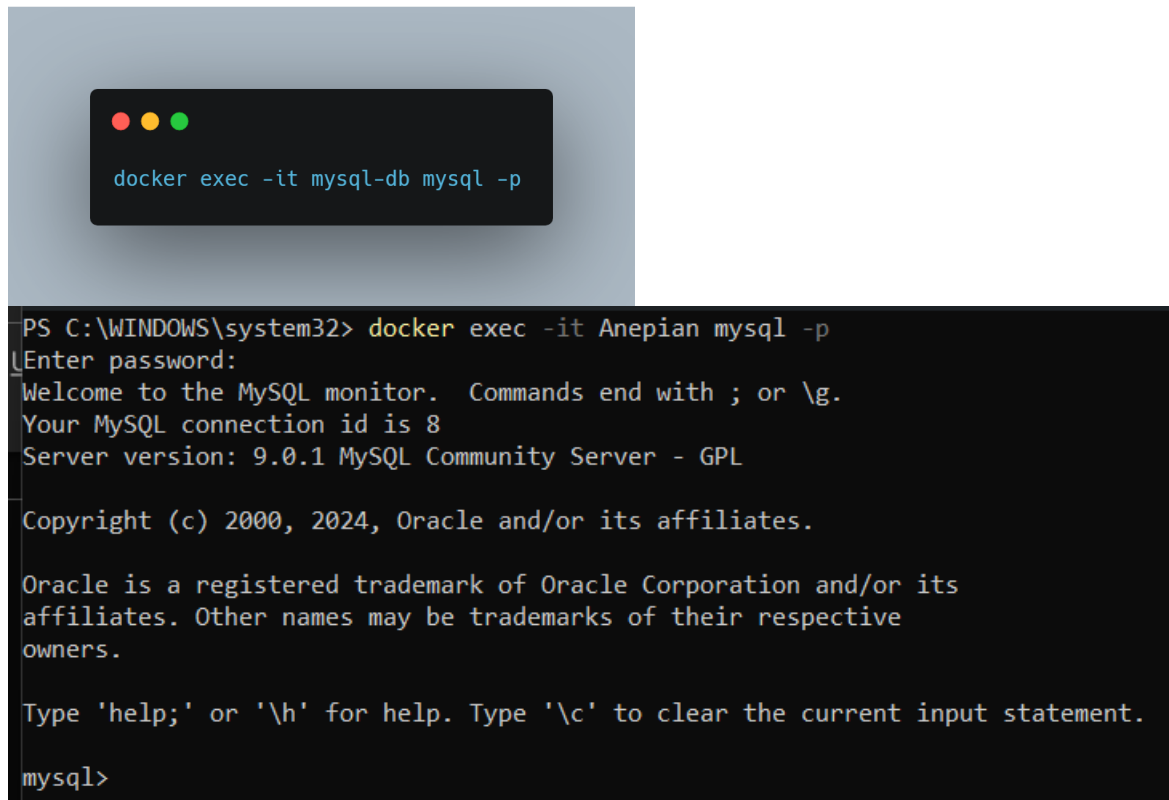 docker exec -it mysql-db mysql -p
PS C:\WINDOWS\system32> docker exec -it Anepian mysql -p
Enter password:
Welcome to the MySQL monitor.  Commands end with ; or \g.
Your MySQL connection id is 8
Server version: 9.0.1 MySQL Community Server - GPL
Copyright (c) 2000, 2024, Oracle and/or its affiliates.
Oracle is a registered trademark of Oracle Corporation and/or its
affiliates. Other names may be trademarks of their respective
owners.
Type 'help;' or '\h' for help. Type '\c' to clear the current input statement.
mysql>